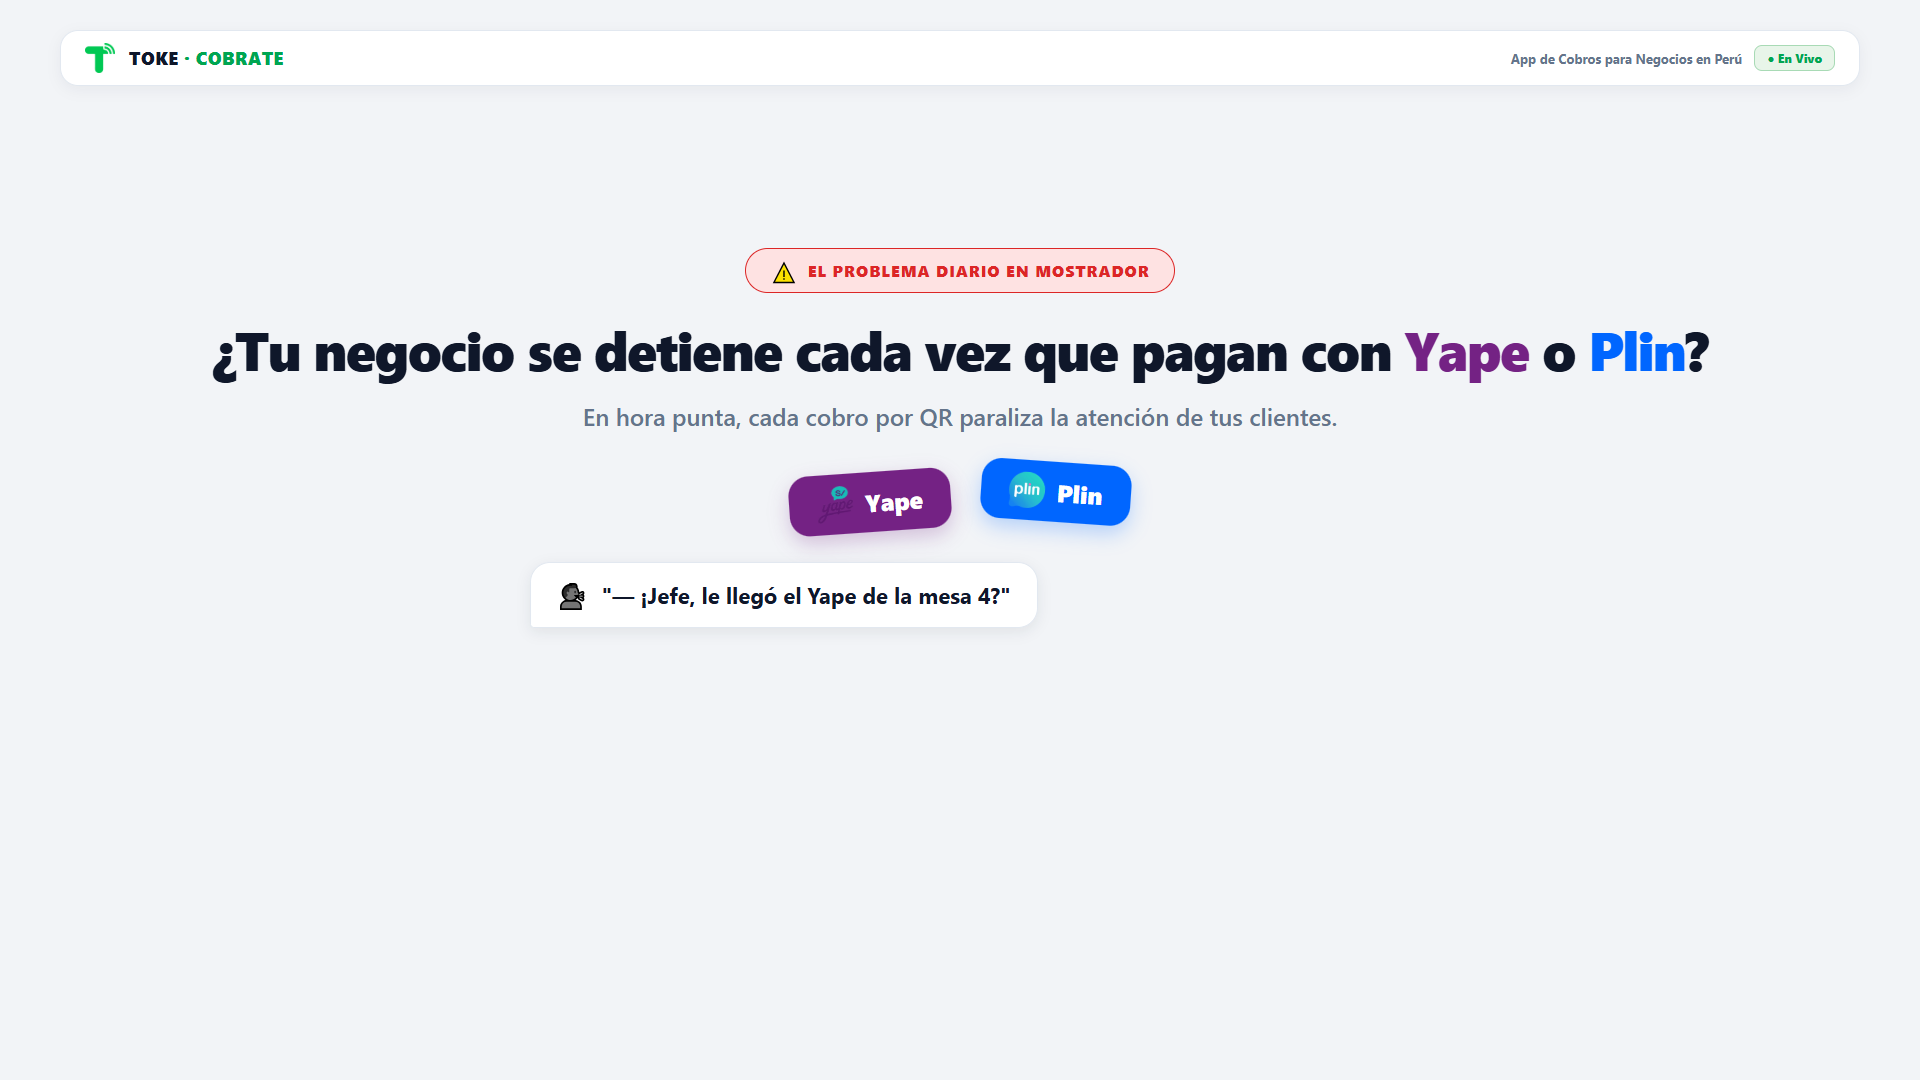 TOKE · COBRATE
App de Cobros para Negocios en Perú
• En Vivo
⚠ EL PROBLEMA DIARIO EN MOSTRADOR
¿Tu negocio se detiene cada vez que pagan con Yape o Plin?
En hora punta, cada cobro por QR paraliza la atención de tus clientes.
S/ yape Yape
plin Plin
"— ¡Jefe, le llegó el Yape de la mesa 4?"